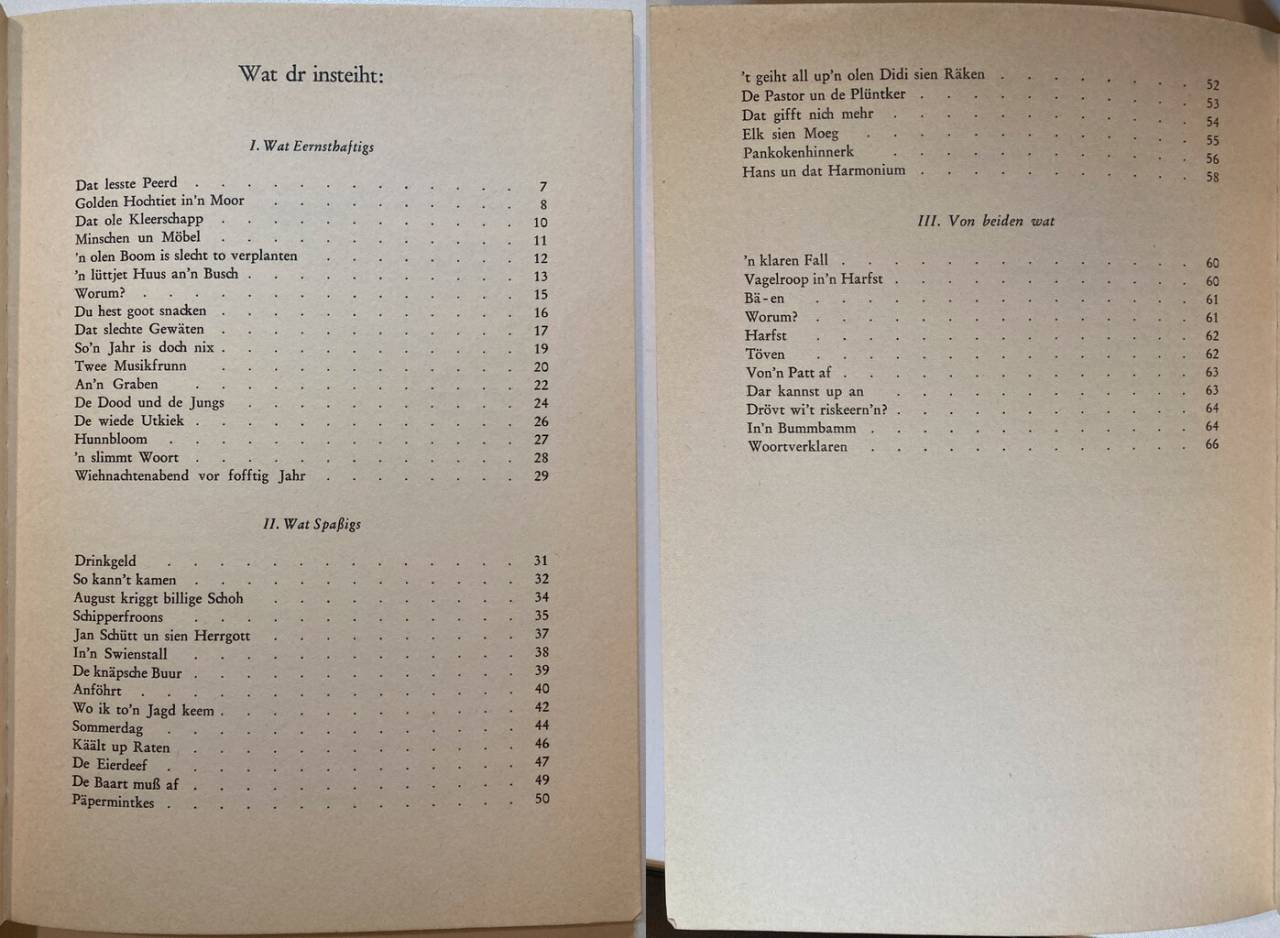 Wat dr insteiht:
I. Wat Eernsthaftigs
Dat lesste Peerd . . . . . . . . . . . . . 7
Golden Hochtiet in'n Moor . . . . . . . . . . 8
Dat ole Kleerschapp . . . . . . . . . . . . 10
Minschen un Möbel . . . . . . . . . . . . 11
'n olen Boom is slecht to verplanten . . . . . . . . 12
'n lüttjet Huus an'n Busch . . . . . . . . . . . 13
Worum? . . . . . . . . . . . . . . . 15
Du hest goot snacken . . . . . . . . . . . . 16
Dat slechte Gewäten . . . . . . . . . . . . 17
So'n Jahr is doch nix . . . . . . . . . . . . 19
Twee Musikfrunn . . . . . . . . . . . . 20
An'n Graben . . . . . . . . . . . . . 22
De Dood und de Jungs . . . . . . . . . . . 24
De wiede Utkiek . . . . . . . . . . . . . 26
Hunnbloom . . . . . . . . . . . . . . 27
'n slimmt Woort . . . . . . . . . . . . . 28
Wiehnachtenabend vor fofftig Jahr . . . . . . . . 29
II. Wat Spaßigs
Drinkgeld . . . . . . . . . . . . . . 31
So kann't kamen . . . . . . . . . . . . . 32
August kriggt billige Schoh . . . . . . . . . . 34
Schipperfroons . . . . . . . . . . . . . 35
Jan Schütt un sien Herrgott . . . . . . . . . . 37
In'n Swienstall . . . . . . . . . . . . . 38
De knäpsche Buur . . . . . . . . . . . . . 39
Anföhrt . . . . . . . . . . . . . . . 40
Wo ik to'n Jagd keem . . . . . . . . . . . . 42
Sommerdag . . . . . . . . . . . . . . 44
Käält up Raten . . . . . . . . . . . . . 46
De Eierdeef . . . . . . . . . . . . . . 47
De Baart muß af . . . . . . . . . . . . . 49
Päpermintkes . . . . . . . . . . . . . . 50
't geiht all up'n olen Didi sien Räken . . . . . . . . 52
De Pastor un de Plüntker . . . . . . . . . . . 53
Dat gifft nich mehr . . . . . . . . . . . . 54
Elk sien Moeg . . . . . . . . . . . . . 55
Pankokenhinnerk . . . . . . . . . . . . 56
Hans un dat Harmonium . . . . . . . . . . . 58
III. Von beiden wat
'n klaren Fall . . . . . . . . . . . . . . 60
Vagelroop in'n Harfst . . . . . . . . . . . . 60
Bä-en . . . . . . . . . . . . . . . 61
Worum? . . . . . . . . . . . . . . . 61
Harfst . . . . . . . . . . . . . . . 62
Töven . . . . . . . . . . . . . . . 62
Von'n Patt af . . . . . . . . . . . . . . 63
Dar kannst up an . . . . . . . . . . . . 63
Drövt wi't riskeern'n? . . . . . . . . . . . . 64
In'n Bummbamm . . . . . . . . . . . . . 64
Woortverklaren . . . . . . . . . . . . . 66